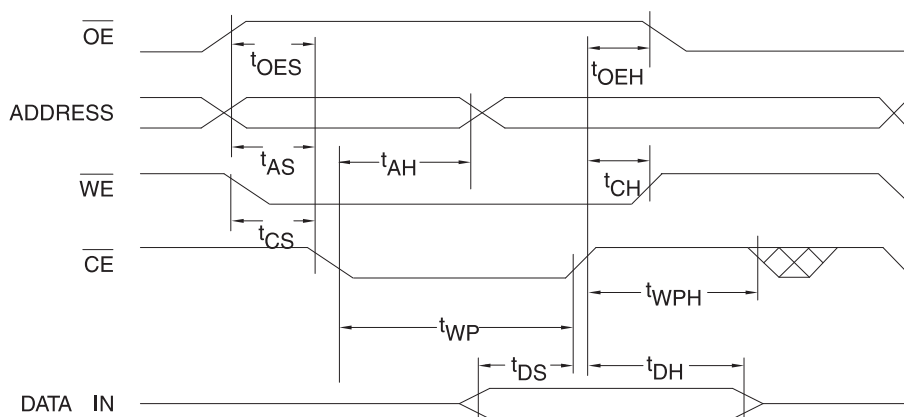 OE
tOES
tOEH
ADDRESS
tAS
tAH
WE
tCH
tCS
CE
tWPH
tWP
tDS
tDH
DATA IN